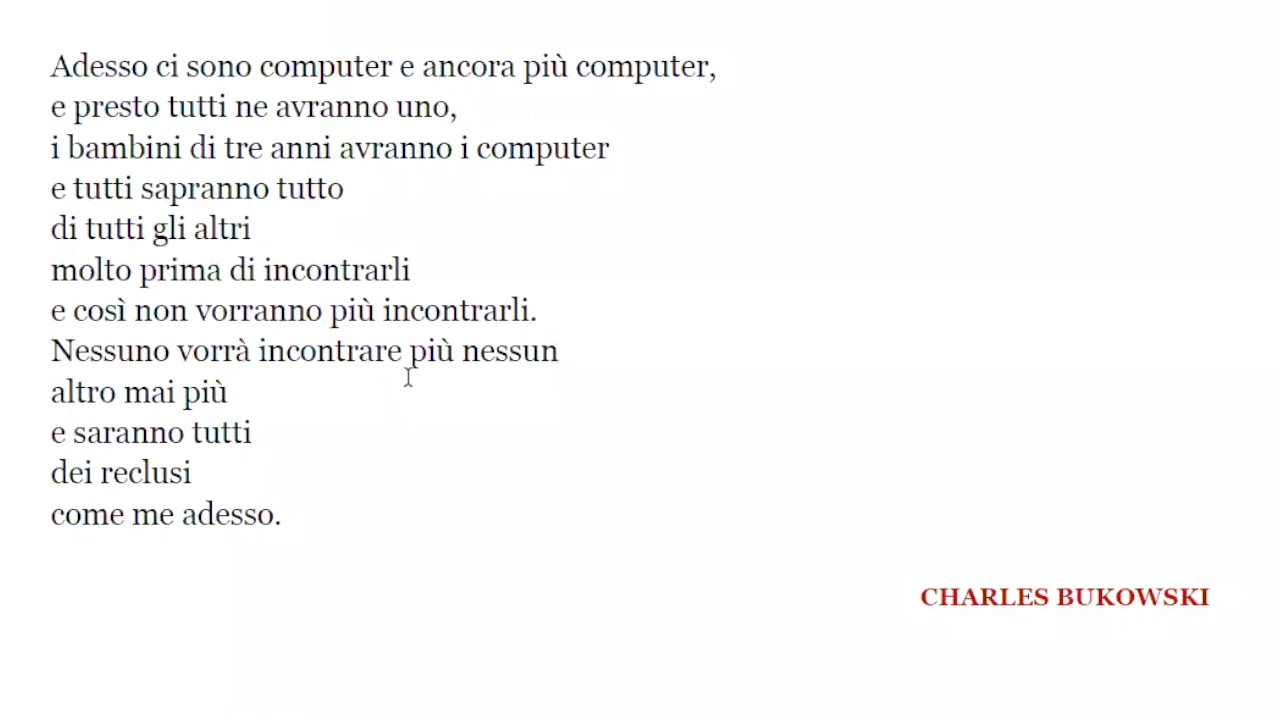 Adesso ci sono computer e ancora più computer,
e presto tutti ne avranno uno,
i bambini di tre anni avranno i computer
e tutti sapranno tutto
di tutti gli altri
molto prima di incontrarli
e così non vorranno più incontrarli.
Nessuno vorrà incontrare più nessun
altro mai più
e saranno tutti
dei reclusi
come me adesso.
CHARLES BUKOWSKI